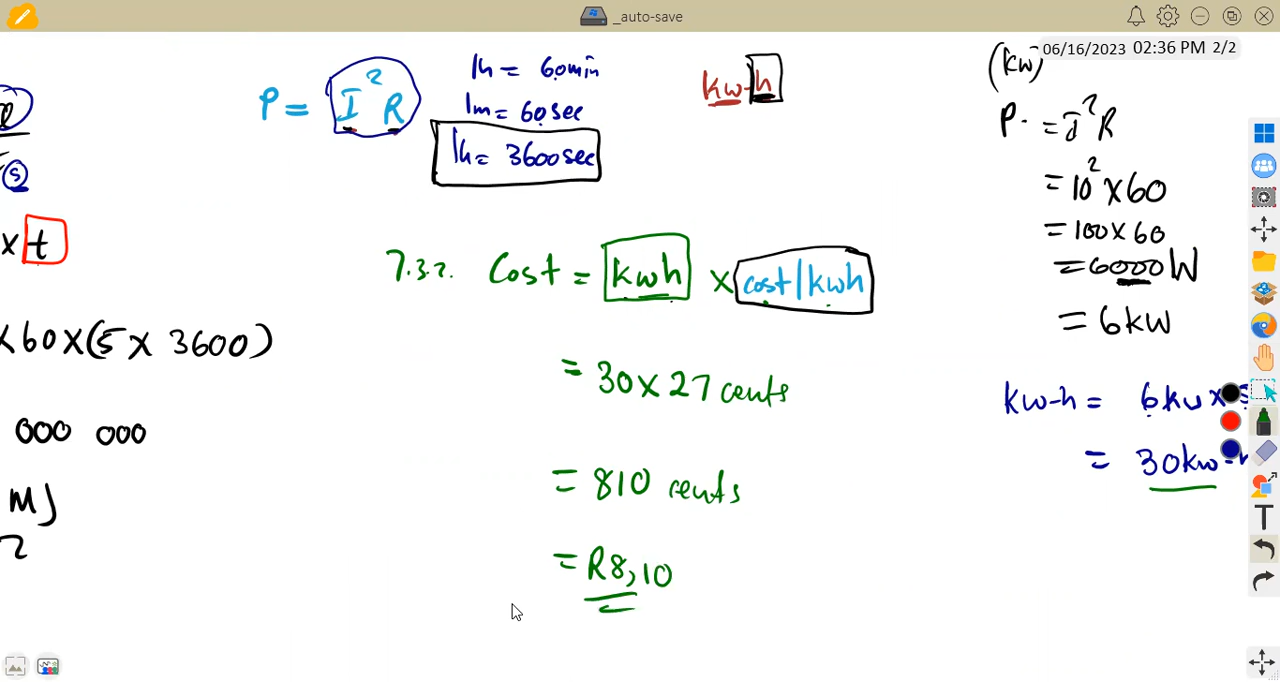 _auto-save
06/16/2023 02:36 PM 2/2
P = I² R
1h = 60min
1m = 60sec
1h = 3600sec
kw-h
s
x t
x 60 x (5 x 3600)
000 000
MJ
2
7.3.2. Cost = kwh x cost|kwh
= 30 x 27 cents
= 810 cents
= R8,10
(kw)
P. = I²R
= 10² x 60
= 100 x 60
= 6000W
= 6kW
kw-h = 6kw x
= 30kw-h
T